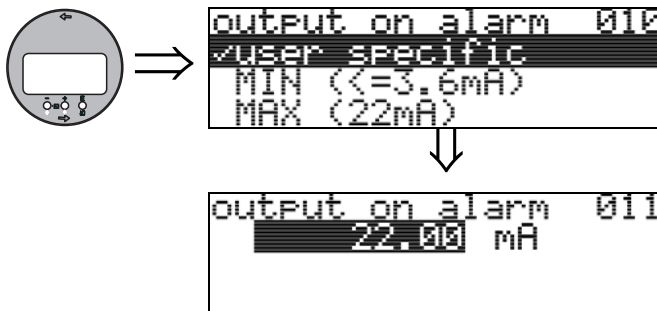 output on alarm 010
✓user specific
MIN (<=3.6mA)
MAX (22mA)
output on alarm 011
22.00 mA